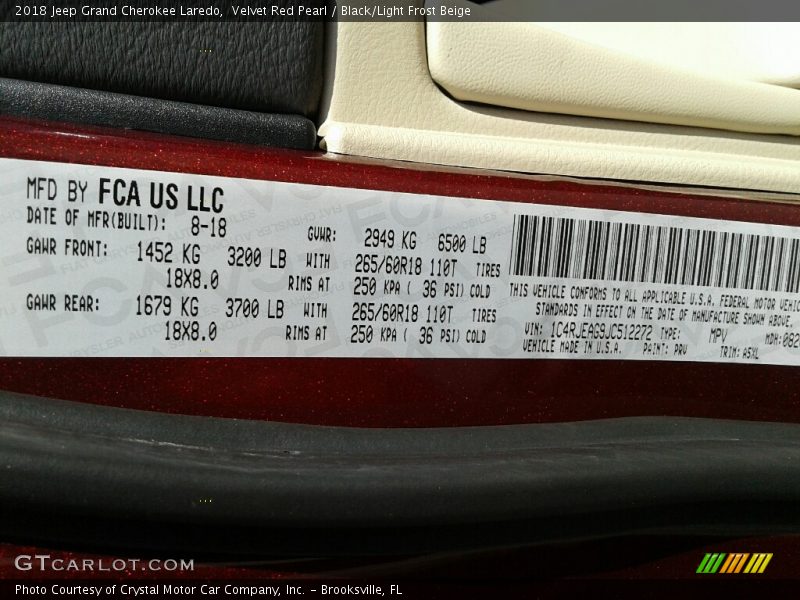 2018 Jeep Grand Cherokee Laredo, Velvet Red Pearl / Black/Light Frost Beige
MFD BY FCA US LLC
DATE OF MFR(BUILT): 8-18
GVWR: 2949 KG 6500 LB
GAWR FRONT: 1452 KG 3200 LB WITH 265/60R18 110T TIRES
18X8.0 RIMS AT 250 KPA ( 36 PSI) COLD
GAWR REAR: 1679 KG 3700 LB WITH 265/60R18 110T TIRES
18X8.0 RIMS AT 250 KPA ( 36 PSI) COLD
THIS VEHICLE CONFORMS TO ALL APPLICABLE U.S.A. FEDERAL MOTOR VEHIC
STANDARDS IN EFFECT ON THE DATE OF MANUFACTURE SHOWN ABOVE.
VIN: 1C4RJEAG9JC512272 TYPE: MPV MDH: 082
VEHICLE MADE IN U.S.A. PAINT: PRV TRIM: A5XL
GTCARLOT.COM
Photo Courtesy of Crystal Motor Car Company, Inc. – Brooksville, FL